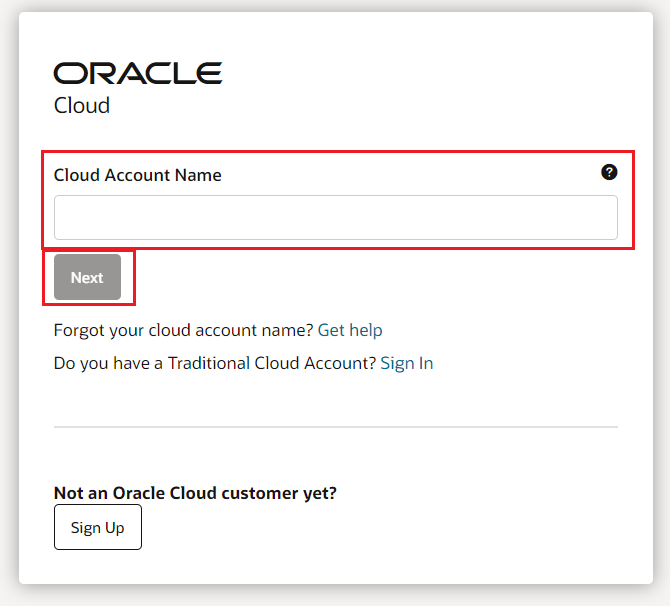 ORACLE
Cloud
Cloud Account Name
?
Next
Forgot your cloud account name? Get help
Do you have a Traditional Cloud Account? Sign In
Not an Oracle Cloud customer yet?
Sign Up